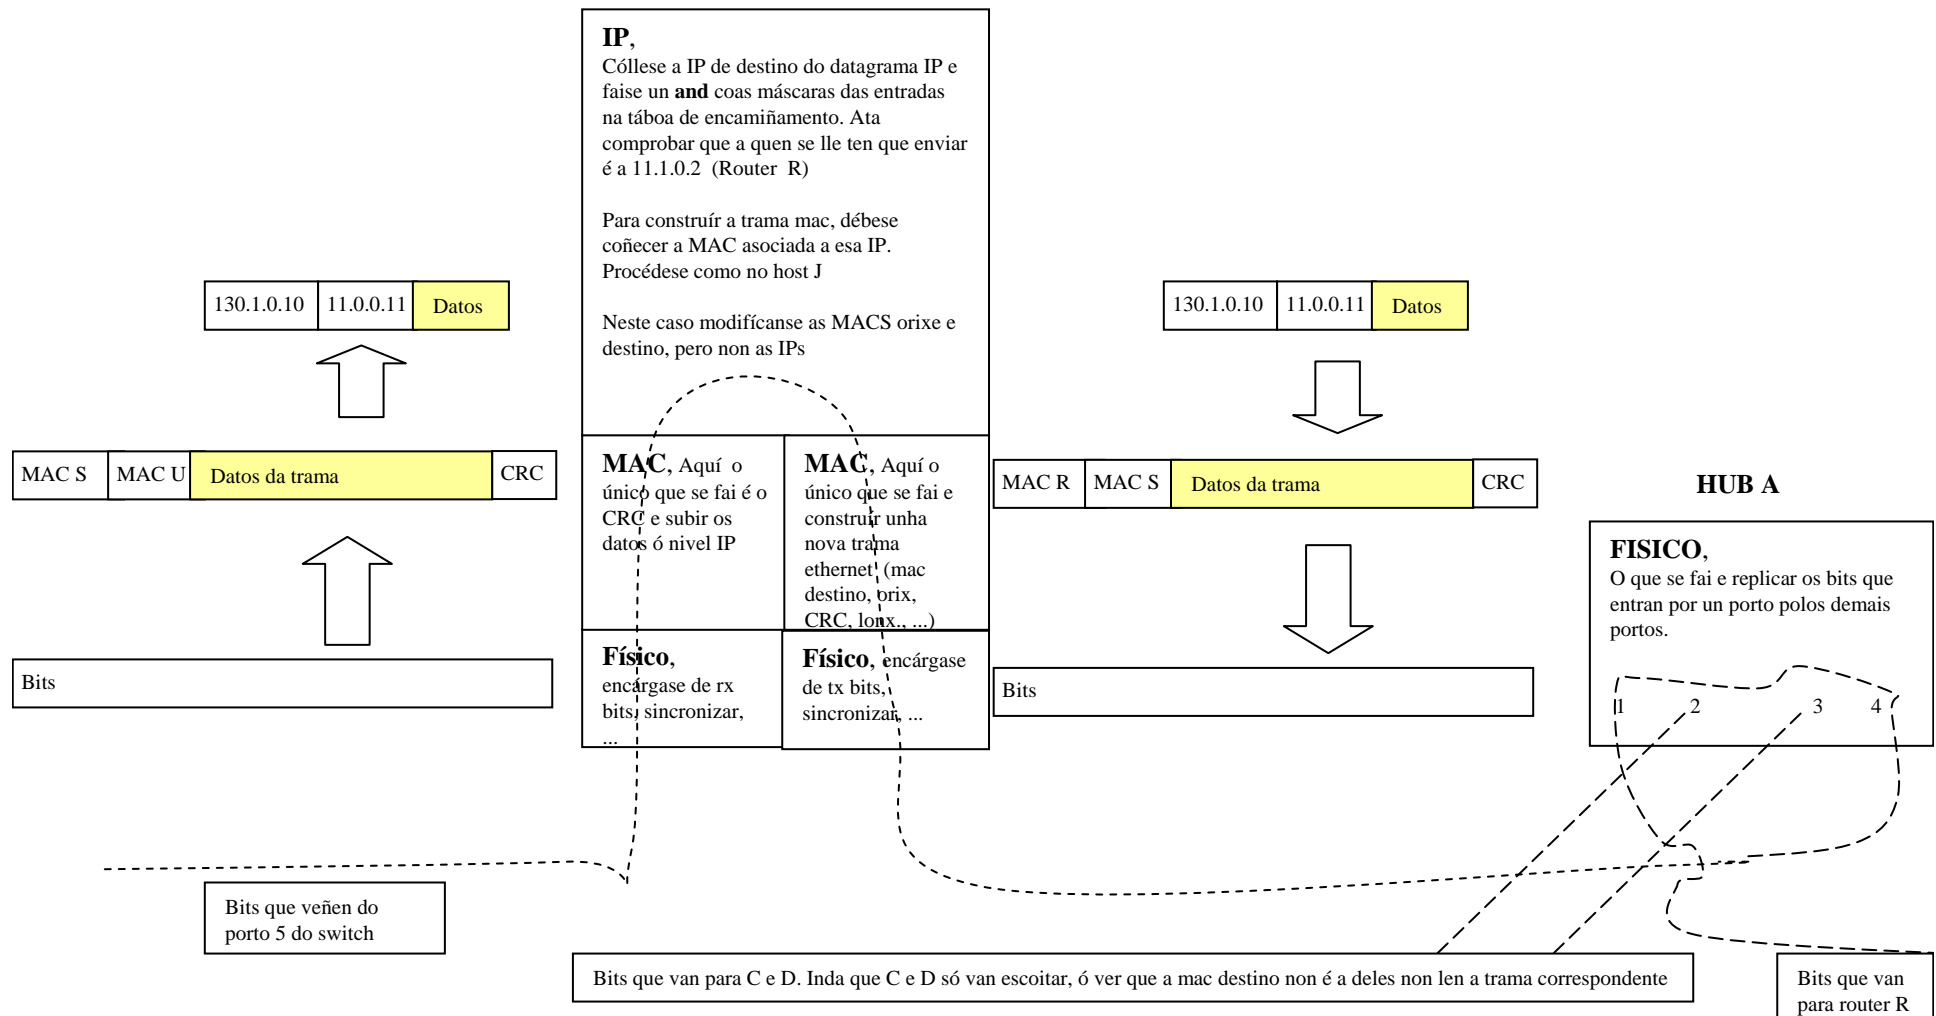 IP,
Cóllese a IP de destino do datagrama IP e
faise un and coas máscaras das entradas
na táboa de encamiñamento. Ata
comprobar que a quen se lle ten que enviar
é a 11.1.0.2 (Router R)
Para construír a trama mac, débese
coñecer a MAC asociada a esa IP.
Procédese como no host J
Neste caso modifícanse as MACS orixe e
destino, pero non as IPs
130.1.0.10 11.0.0.11 Datos
130.1.0.10 11.0.0.11 Datos
MAC S MAC U Datos da trama CRC
MAC, Aquí o
único que se fai é o
CRC e subir os
datos ó nivel IP
MAC, Aquí o
único que se fai e
construír unha
nova trama
ethernet (mac
destino, orix,
CRC, lonx., ...)
MAC R MAC S Datos da trama CRC
HUB A
FISICO,
O que se fai e replicar os bits que
entran por un porto polos demais
portos.
1 2 3 4
Bits
Físico,
encárgase de rx
bits, sincronizar,
...
Físico, encárgase
de tx bits,
sincronizar, ...
Bits
Bits que veñen do
porto 5 do switch
Bits que van para C e D. Inda que C e D só van escoitar, ó ver que a mac destino non é a deles non len a trama correspondente
Bits que van
para router R